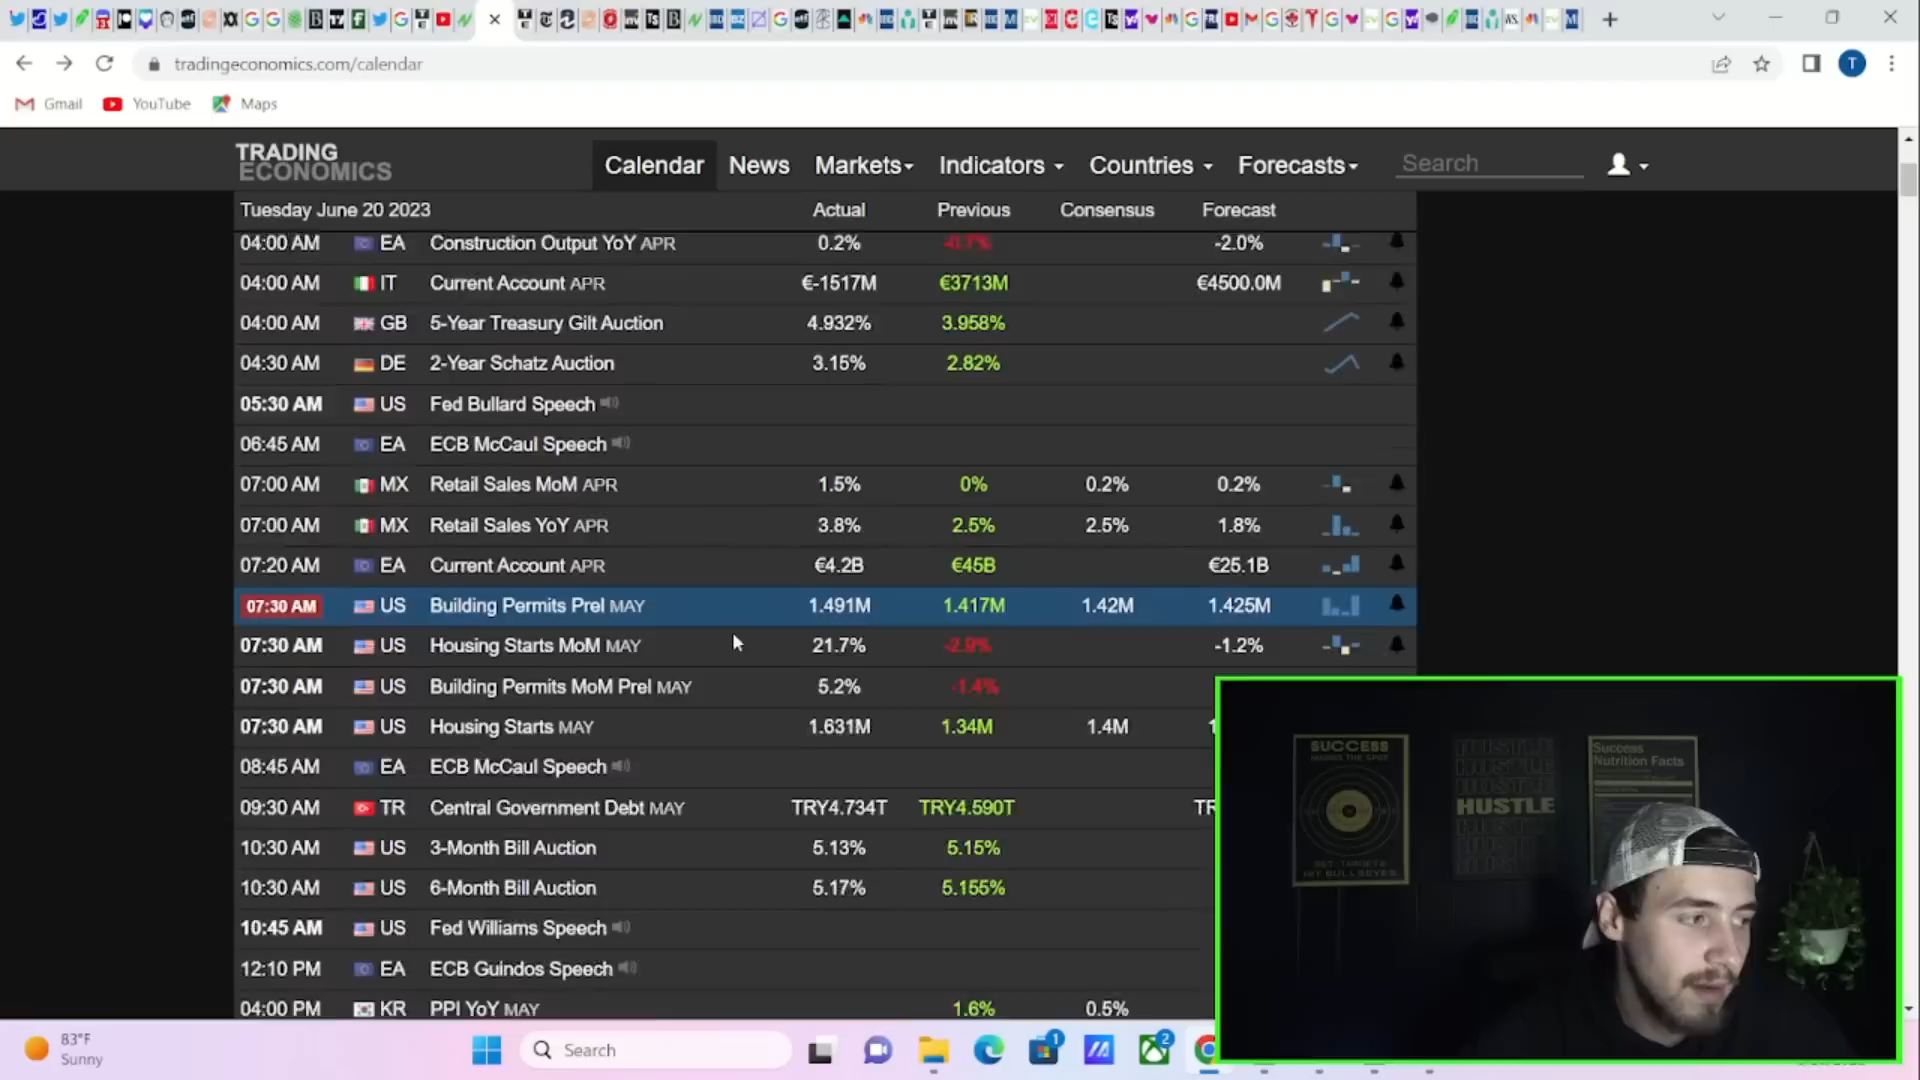 tradingeconomics.com/calendar
T
Gmail YouTube Maps
TRADING
ECONOMICS
Calendar News Markets Indicators Countries Forecasts Search
Tuesday June 20 2023 Actual Previous Consensus Forecast
04:00 AM EA Construction Output YoY APR 0.2% -0.7% -2.0%
04:00 AM IT Current Account APR €-1517M €3713M €4500.0M
04:00 AM GB 5-Year Treasury Gilt Auction 4.932% 3.958%
04:30 AM DE 2-Year Schatz Auction 3.15% 2.82%
05:30 AM US Fed Bullard Speech
06:45 AM EA ECB McCaul Speech
07:00 AM MX Retail Sales MoM APR 1.5% 0% 0.2% 0.2%
07:00 AM MX Retail Sales YoY APR 3.8% 2.5% 2.5% 1.8%
07:20 AM EA Current Account APR €4.2B €45B €25.1B
07:30 AM US Building Permits Prel MAY 1.491M 1.417M 1.42M 1.425M
07:30 AM US Housing Starts MoM MAY 21.7% -2.9% -1.2%
07:30 AM US Building Permits MoM Prel MAY 5.2% -1.4%
07:30 AM US Housing Starts MAY 1.631M 1.34M 1.4M
08:45 AM EA ECB McCaul Speech
09:30 AM TR Central Government Debt MAY TRY4.734T TRY4.590T TR
10:30 AM US 3-Month Bill Auction 5.13% 5.15%
10:30 AM US 6-Month Bill Auction 5.17% 5.155%
10:45 AM US Fed Williams Speech
12:10 PM EA ECB Guindos Speech
04:00 PM KR PPI YoY MAY 1.6% 0.5%
SUCCESS
HUSTLE
HUSTLE
HUSTLE
HUSTLE
Success
Nutrition Facts
83°F
Sunny
Search
1
2